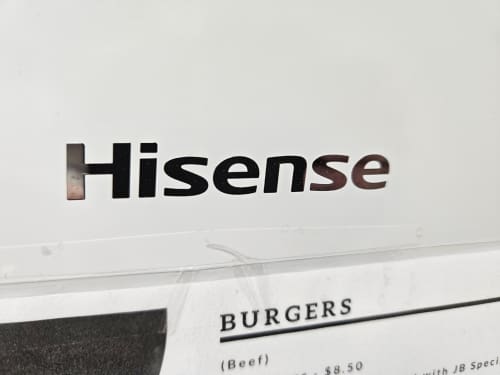 Hisense
BURGERS
(Beef)
- $8.50
with JB Speci